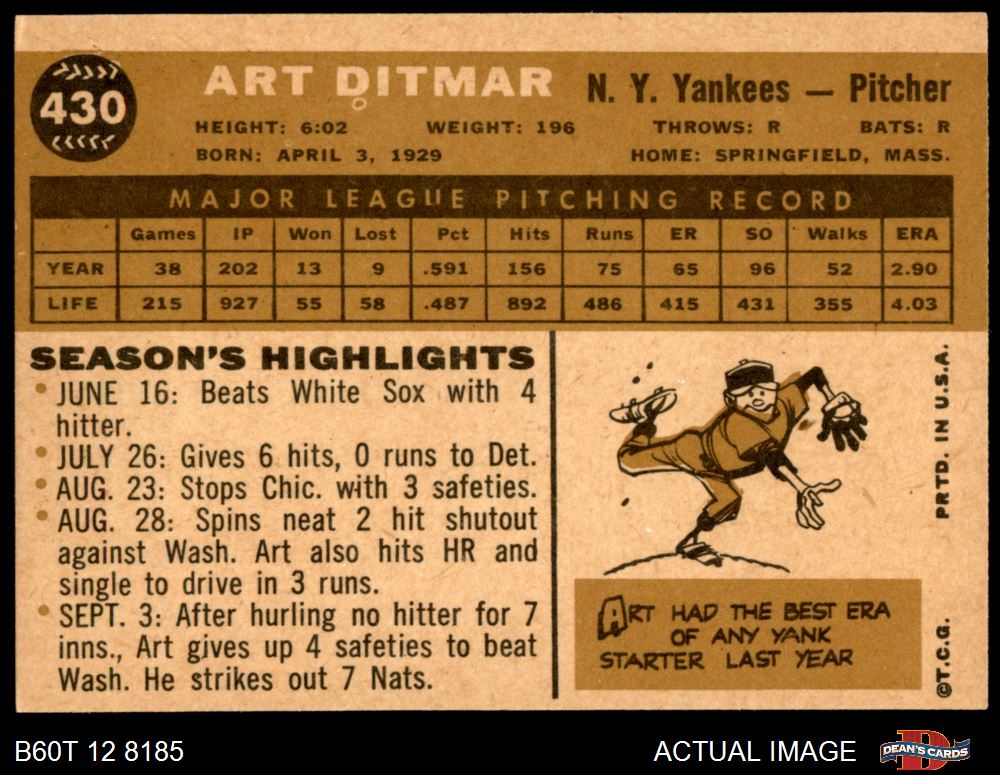 430
ART DITMAR
N. Y. Yankees — Pitcher
HEIGHT: 6:02 WEIGHT: 196 THROWS: R BATS: R
BORN: APRIL 3, 1929 HOME: SPRINGFIELD, MASS.
MAJOR LEAGUE PITCHING RECORD
Games IP Won Lost Pct Hits Runs ER SO Walks ERA
YEAR 38 202 13 9 .591 156 75 65 96 52 2.90
LIFE 215 927 55 58 .487 892 486 415 431 355 4.03
SEASON'S HIGHLIGHTS
• JUNE 16: Beats White Sox with 4
hitter.
• JULY 26: Gives 6 hits, 0 runs to Det.
• AUG. 23: Stops Chic. with 3 safeties.
• AUG. 28: Spins neat 2 hit shutout
against Wash. Art also hits HR and
single to drive in 3 runs.
• SEPT. 3: After hurling no hitter for 7
inns., Art gives up 4 safeties to beat
Wash. He strikes out 7 Nats.
ART HAD THE BEST ERA
OF ANY YANK
STARTER LAST YEAR
©T.C.G. PRTD. IN U.S.A.
B60T 12 8185
ACTUAL IMAGE
DEAN'S CARDS